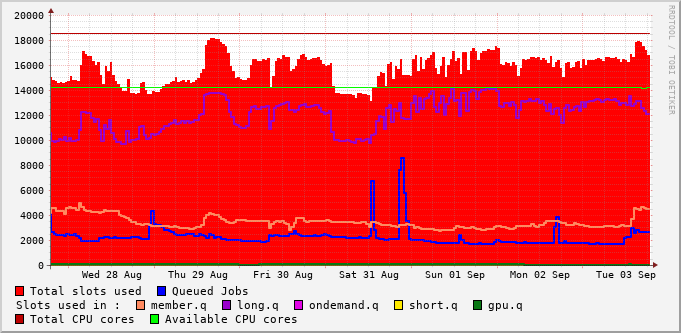 RRDTOOL / TOBI OETIKER
20000
18000
16000
14000
12000
10000
8000
6000
4000
2000
0
Wed 28 Aug Thu 29 Aug Fri 30 Aug Sat 31 Aug Sun 01 Sep Mon 02 Sep Tue 03 Sep
Total slots used Queued Jobs
Slots used in : member.q long.q ondemand.q short.q gpu.q
Total CPU cores Available CPU cores